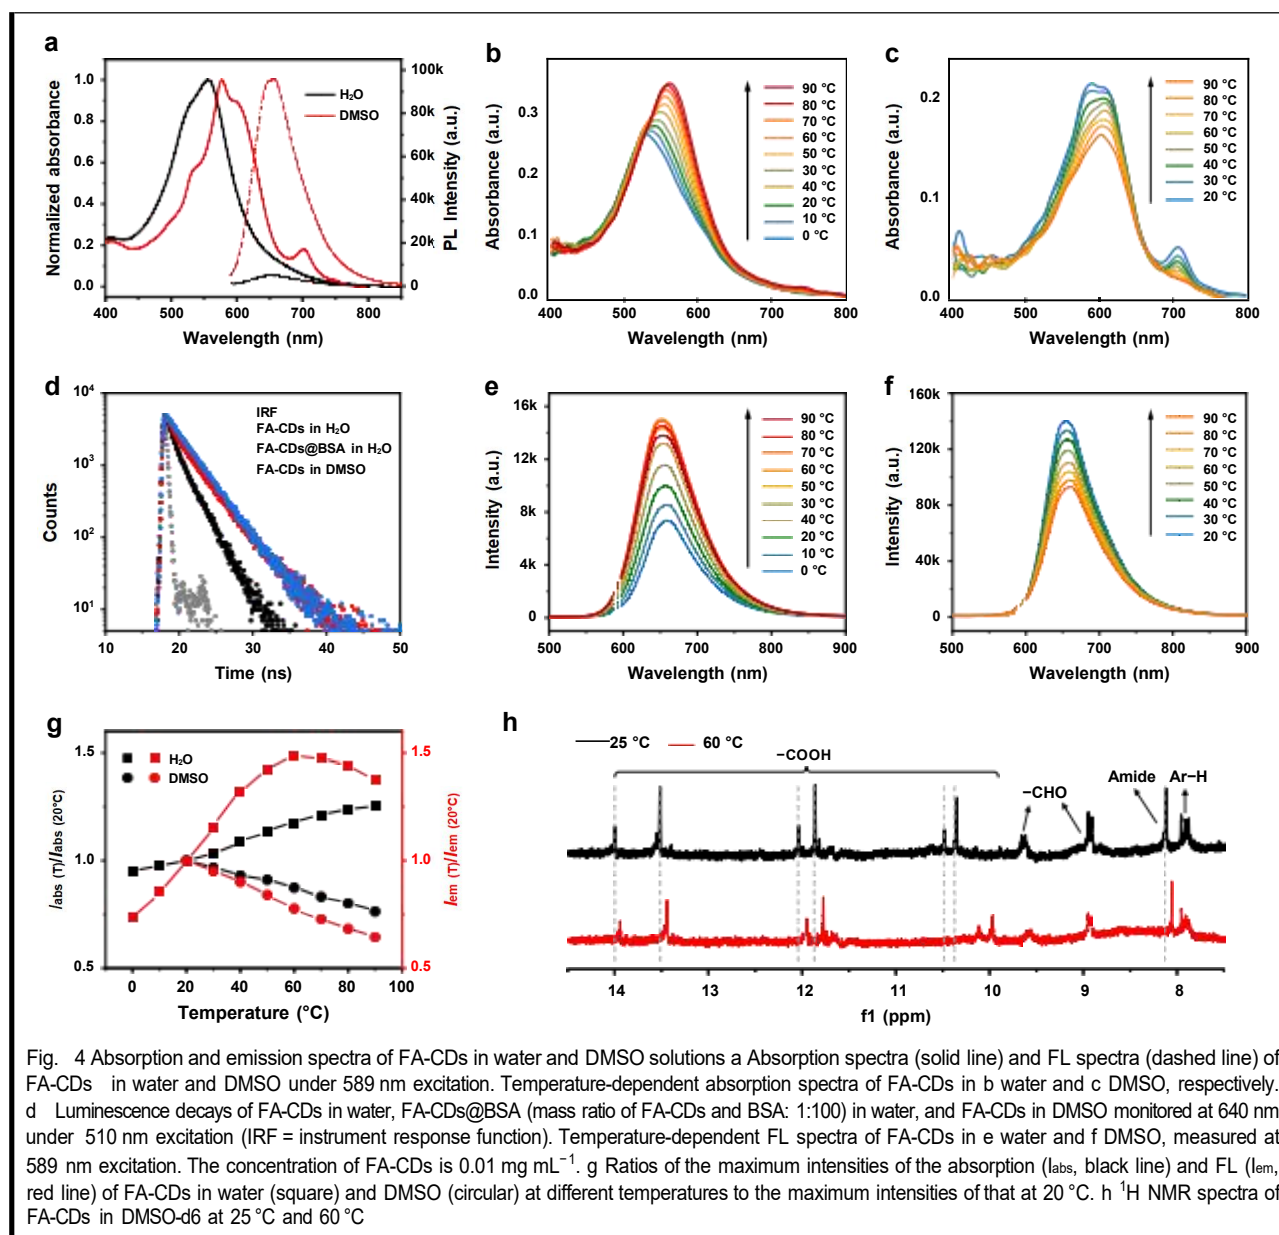 a
Normalized absorbance
1.0
0.8
0.6
0.4
0.2
0.0
400 500 600 700 800
Wavelength (nm)
100k
80k
60k
40k
20k
0
PL Intensity (a.u.)
H2O
DMSO
b
Absorbance (a.u.)
0.3
0.2
0.1
0.0
400 500 600 700 800
Wavelength (nm)
90 °C
80 °C
70 °C
60 °C
50 °C
30 °C
40 °C
20 °C
10 °C
0 °C
c
Absorbance (a.u.)
0.2
0.1
0.0
400 500 600 700 800
Wavelength (nm)
90 °C
80 °C
70 °C
60 °C
50 °C
40 °C
30 °C
20 °C
d
Counts
10⁴
10³
10²
10¹
10 20 30 40 50
Time (ns)
IRF
FA-CDs in H2O
FA-CDs@BSA in H2O
FA-CDs in DMSO
e
Intensity (a.u.)
16k
12k
8k
4k
0
500 600 700 800 900
Wavelength (nm)
90 °C
80 °C
70 °C
60 °C
50 °C
30 °C
40 °C
20 °C
10 °C
0 °C
f
Intensity (a.u.)
160k
120k
80k
40k
0
500 600 700 800 900
Wavelength (nm)
90 °C
80 °C
70 °C
60 °C
50 °C
40 °C
30 °C
20 °C
g
Iabs (T)/Iabs (20°C)
1.5
1.0
0.5
0 20 40 60 80 100
Temperature (°C)
1.5
1.0
0.5
Iem (T)/Iem (20°C)
H2O
DMSO
h
25 °C 60 °C
−COOH
−CHO
Amide Ar−H
14 13 12 11 10 9 8
f1 (ppm)
Fig. 4 Absorption and emission spectra of FA-CDs in water and DMSO solutions a Absorption spectra (solid line) and FL spectra (dashed line) of
FA-CDs in water and DMSO under 589 nm excitation. Temperature-dependent absorption spectra of FA-CDs in b water and c DMSO, respectively.
d Luminescence decays of FA-CDs in water, FA-CDs@BSA (mass ratio of FA-CDs and BSA: 1:100) in water, and FA-CDs in DMSO monitored at 640 nm
under 510 nm excitation (IRF = instrument response function). Temperature-dependent FL spectra of FA-CDs in e water and f DMSO, measured at
589 nm excitation. The concentration of FA-CDs is 0.01 mg mL⁻¹. g Ratios of the maximum intensities of the absorption (Iabs, black line) and FL (Iem,
red line) of FA-CDs in water (square) and DMSO (circular) at different temperatures to the maximum intensities of that at 20 °C. h ¹H NMR spectra of
FA-CDs in DMSO-d6 at 25 °C and 60 °C